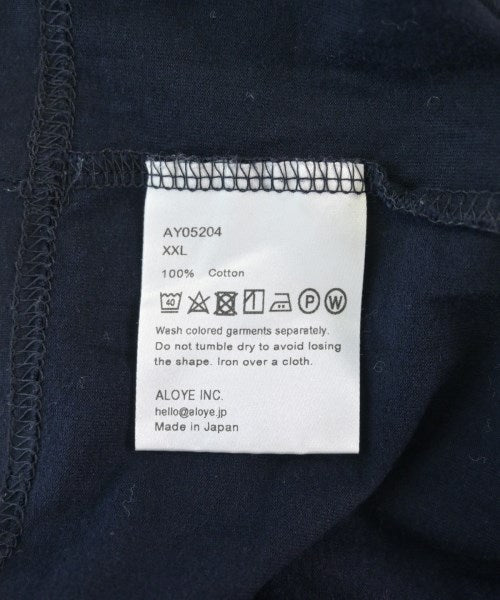 AY05204
XXL
100% Cotton
40 P W
Wash colored garments separately.
Do not tumble dry to avoid losing
the shape. Iron over a cloth.
ALOYE INC.
hello@aloye.jp
Made in Japan